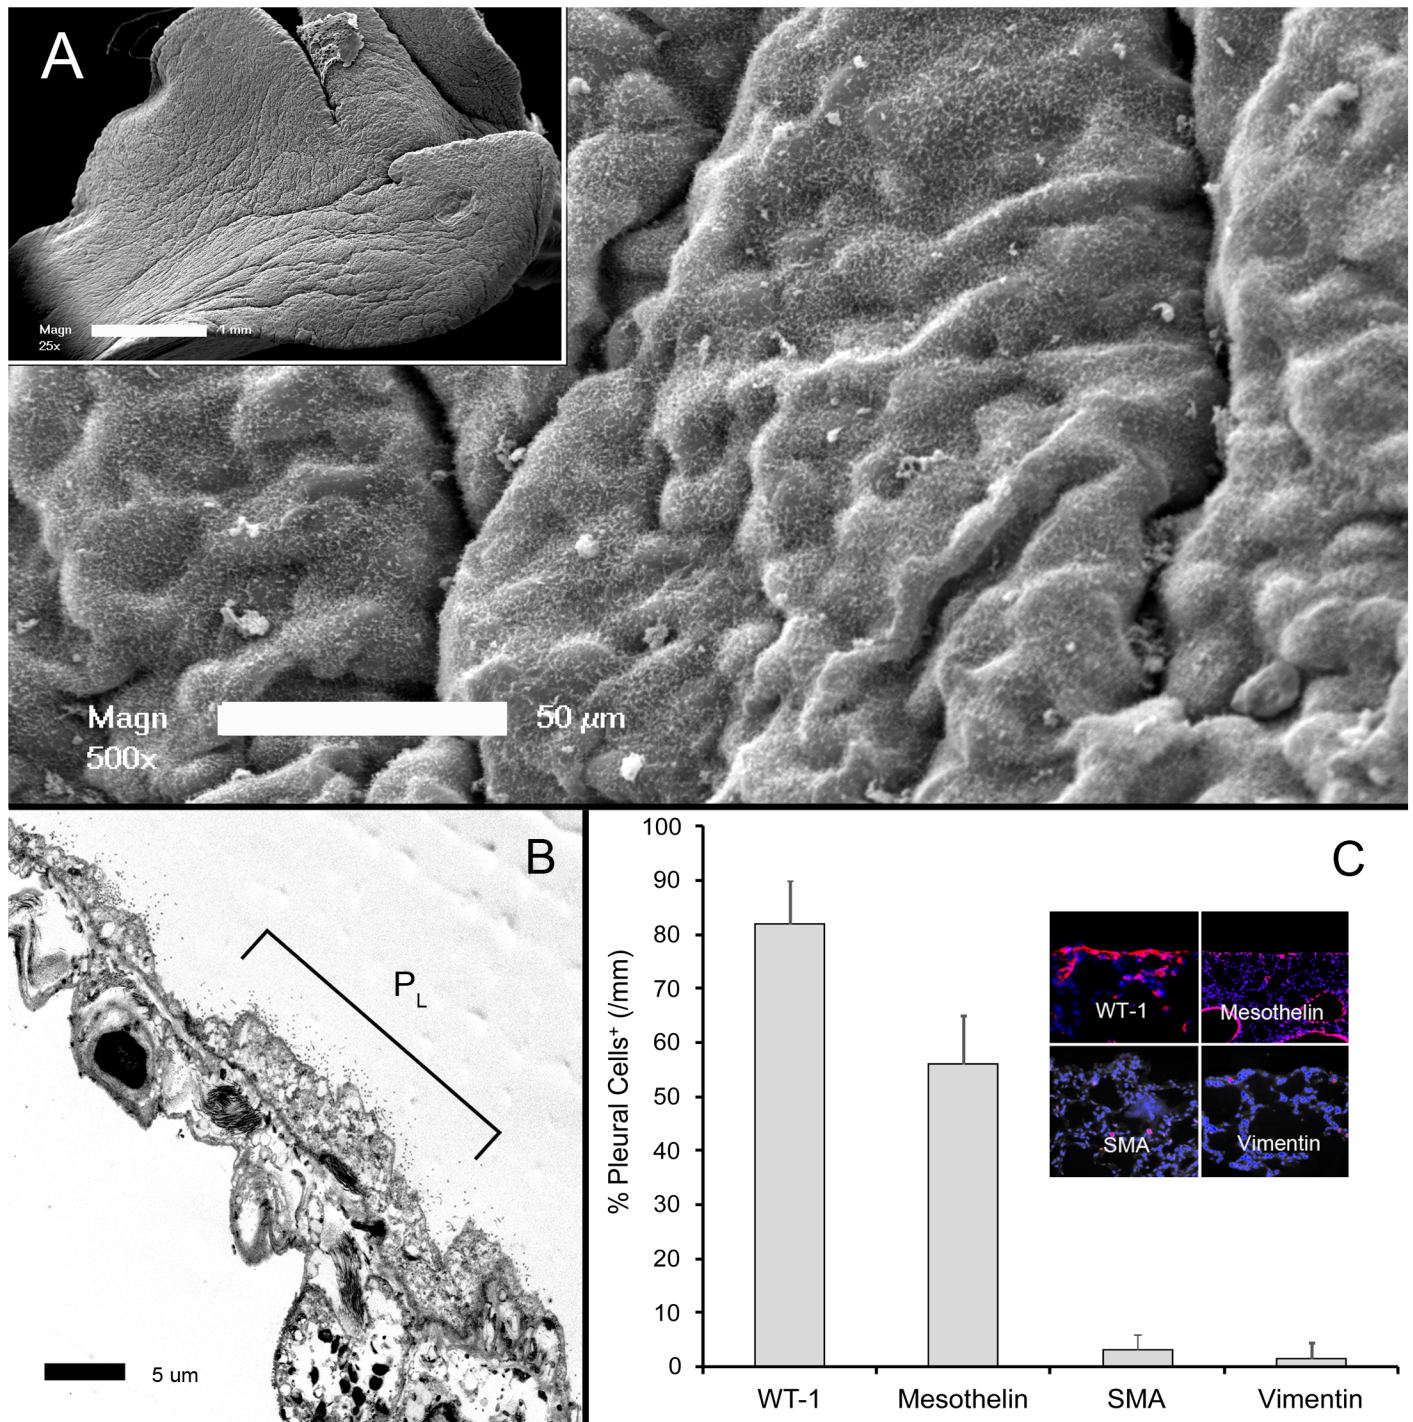 A
Magn 1 mm
25x
Magn 50 µm
500x
B
P_L
5 um
C
% Pleural Cells⁺ (/mm)
100
90
80
70
60
50
40
30
20
10
0
WT-1 Mesothelin
SMA Vimentin
WT-1 Mesothelin SMA Vimentin